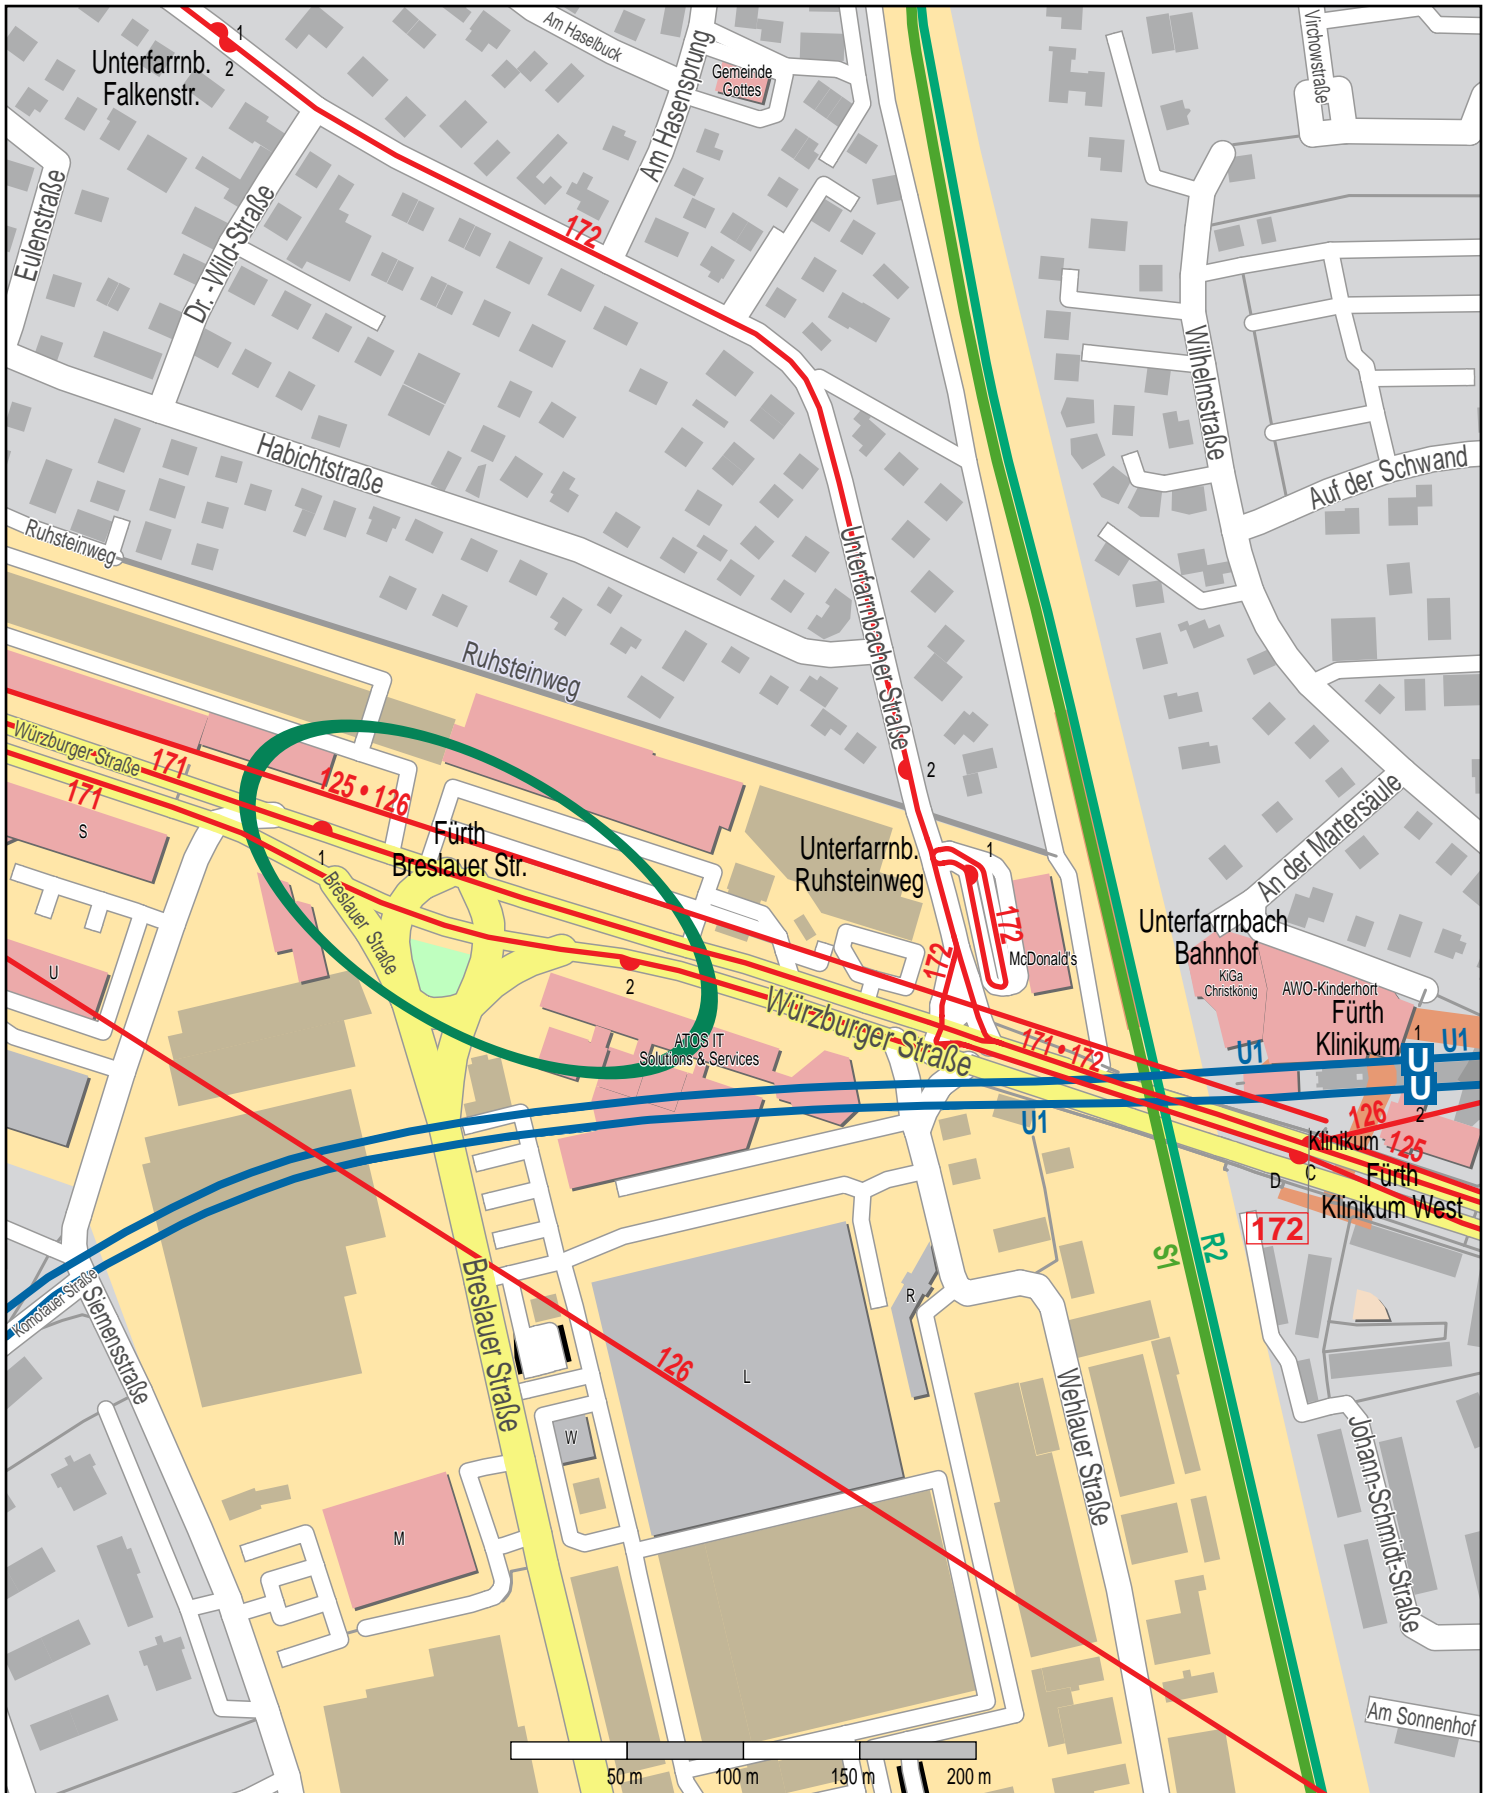 Am Haselbuck
Virchowstraße
1
2
Unterfarrnb.
Falkenstr.
Gemeinde
Gottes
Am Hasensprung
Eulenstraße
Dr. -Wild-Straße
172
Wilhelmstraße
Habichtstraße
Auf der Schwand
Ruhsteinweg
Ruhsteinweg
Unterfarrnbacher Straße
2
Würzburger Straße
171
171
125 • 126
S
1
Fürth
Breslauer Str.
Breslauer Straße
Unterfarrnb.
Ruhsteinweg
1
172
172
McDonald's
An der Martersäule
Unterfarrnbach
Bahnhof
KiGa
Christkönig
AWO-Kinderhort
Fürth
Klinikum
1
U
U
2
U1
U1
U1
U
2
ATOS IT
Solutions & Services
Würzburger Straße
171 • 172
126
125
Klinikum
D
C
Fürth
Klinikum West
172
S1
R2
Komotauer Straße
Siemensstraße
Breslauer Straße
126
R
L
W
M
Wehlauer Straße
Johann-Schmidt-Straße
Am Sonnenhof
50 m
100 m
150 m
200 m